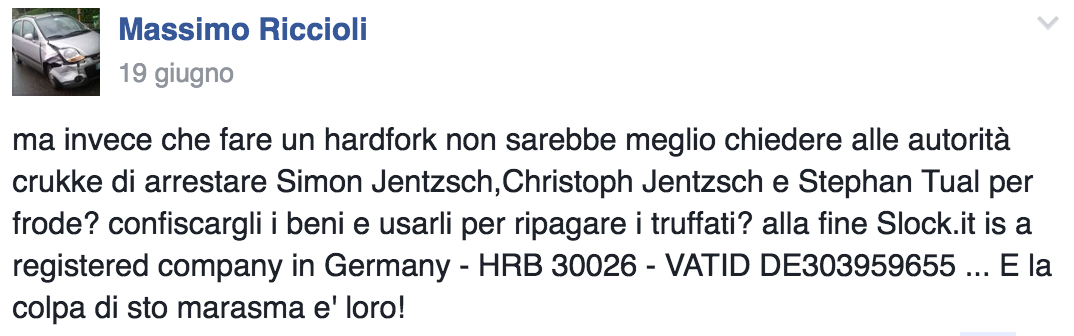 Massimo Riccioli
19 giugno
ma invece che fare un hardfork non sarebbe meglio chiedere alle autorità
crukke di arrestare Simon Jentzsch,Christoph Jentzsch e Stephan Tual per
frode? confiscargli i beni e usarli per ripagare i truffati? alla fine Slock.it is a
registered company in Germany - HRB 30026 - VATID DE303959655 ... E la
colpa di sto marasma e' loro!